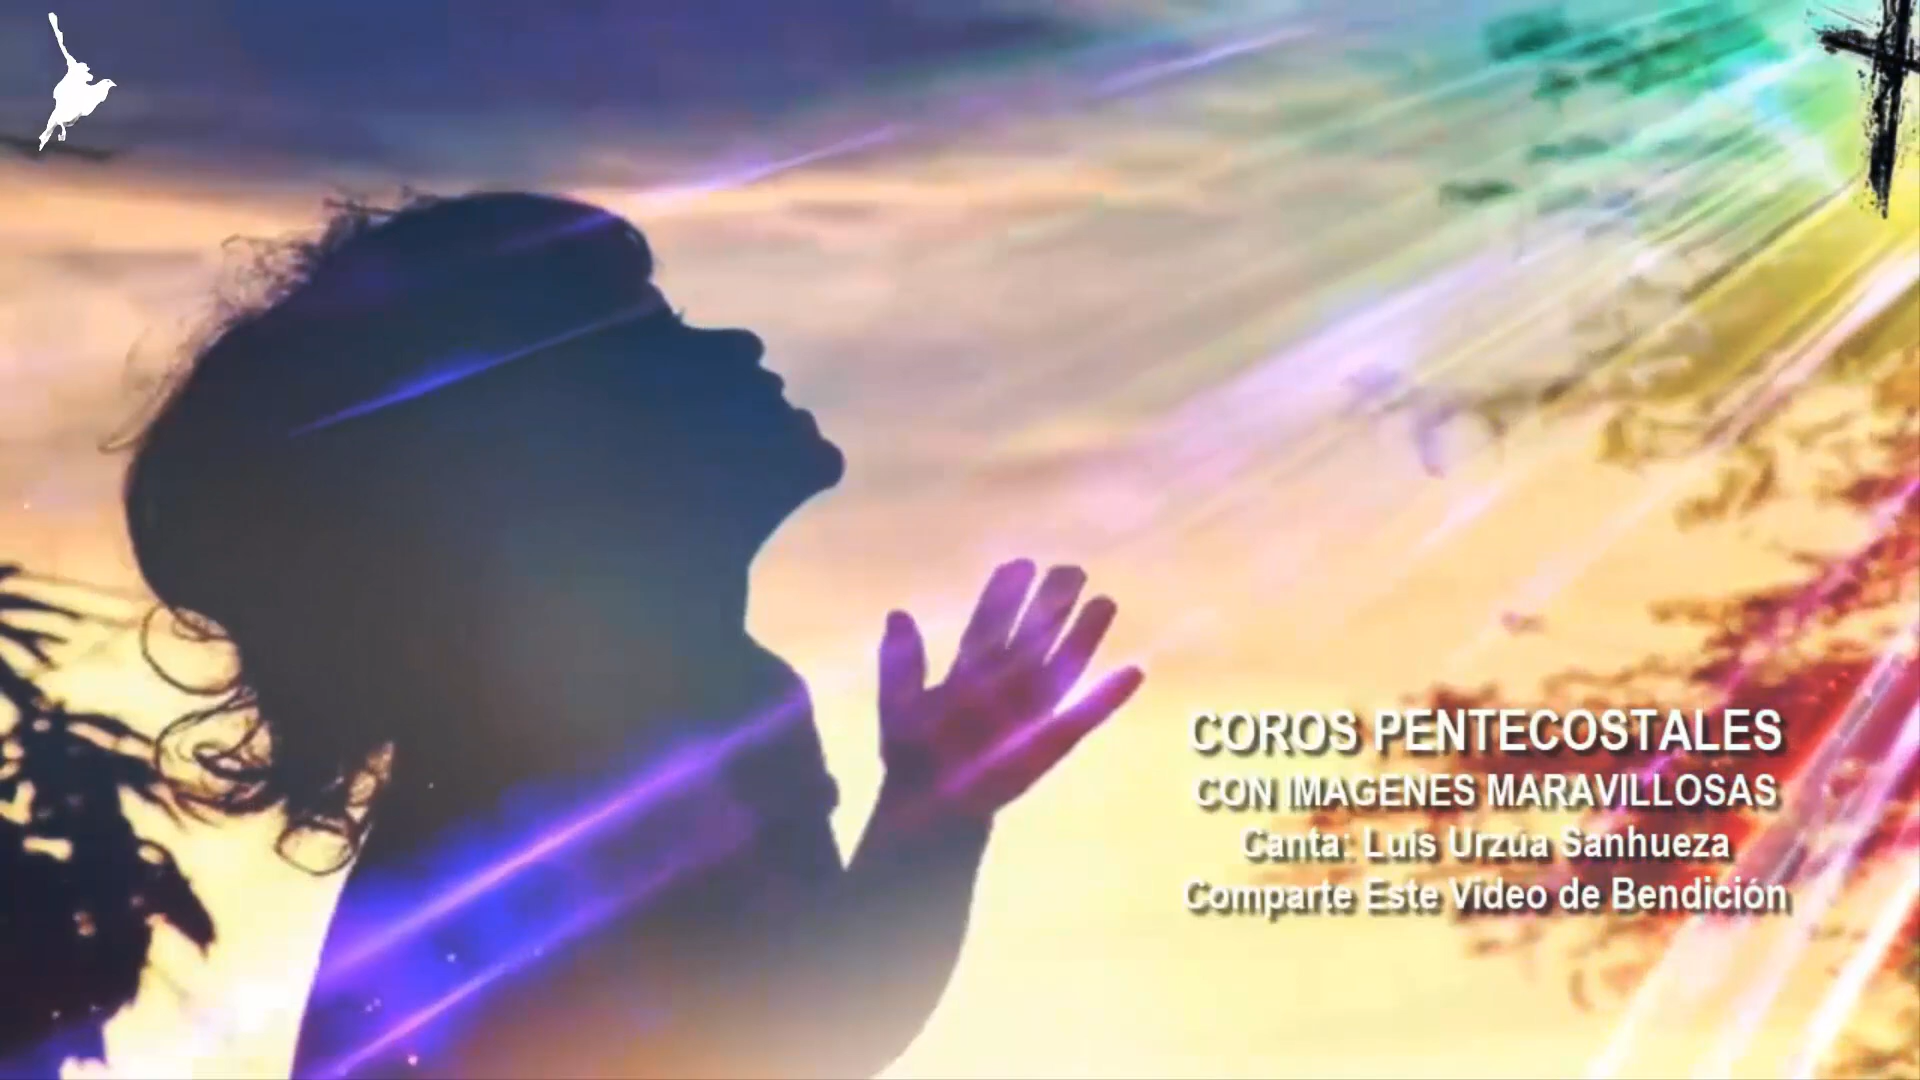 COROS PENTECOSTALES
CON IMAGENES MARAVILLOSAS
Canta: Luis Urzúa Sanhueza
Comparte Este Video de Bendición